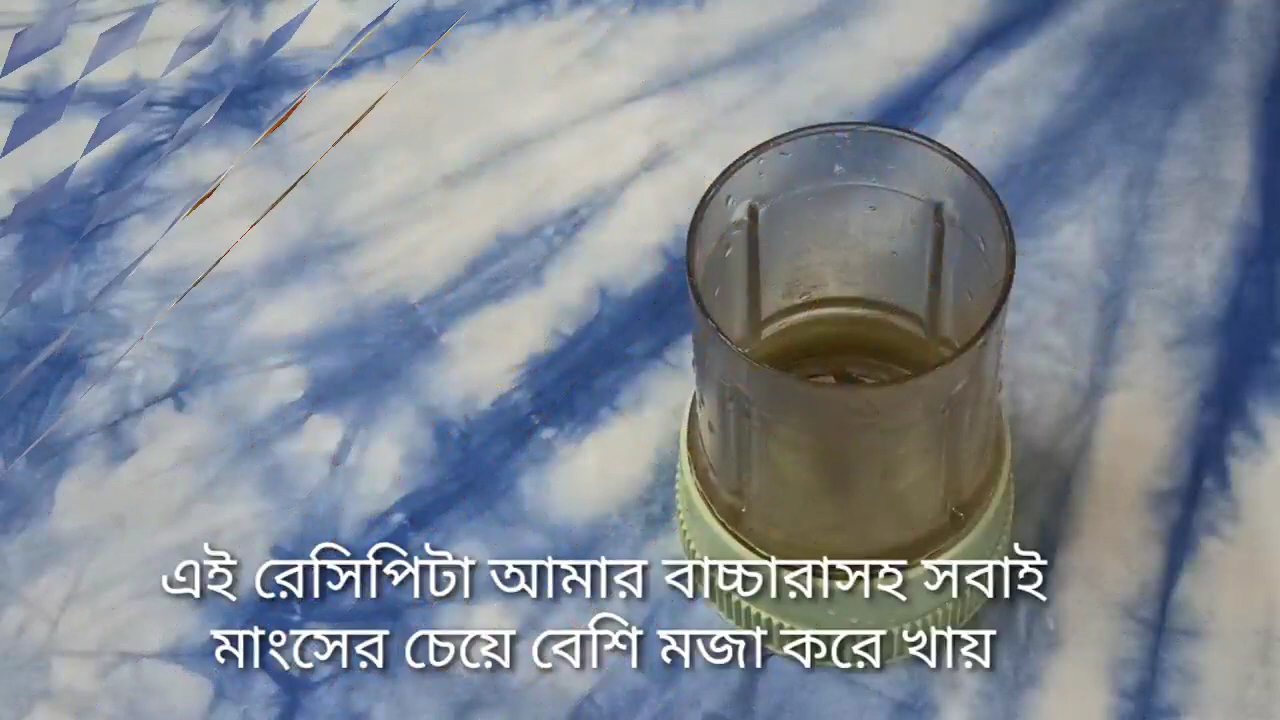 এই রেসিপিটা আমার বাচ্চারাসহ সবাই
মাংসের চেয়ে বেশি মজা করে খায়